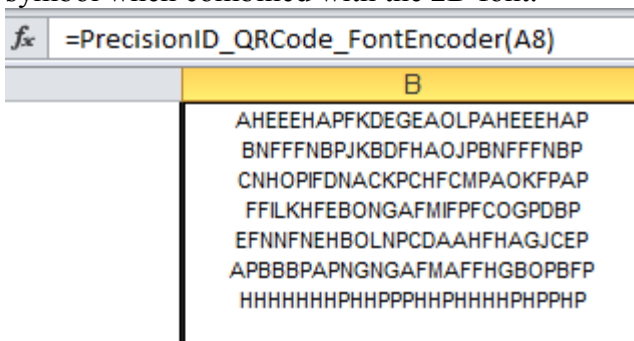 symbol when combined with the 2D font.
fx =PrecisionID_QRCode_FontEncoder(A8)
B
AHEEEHAPFKDEGEAOLPAHEEEHAP
BNFFFNBPJKBDFHAOJPBNFFFNBP
CNHOPIFDNACKPCHFCMPAOKFPAP
FFILKHFEBONGAFMIFPFCOGPDBP
EFNNFNEHBOLNPCDAAHFHAGJCEP
APBBBPAPNGNGAFMAFFHGBOPBFP
HHHHHHHPHHPPPHHPHHHHPHPPHP